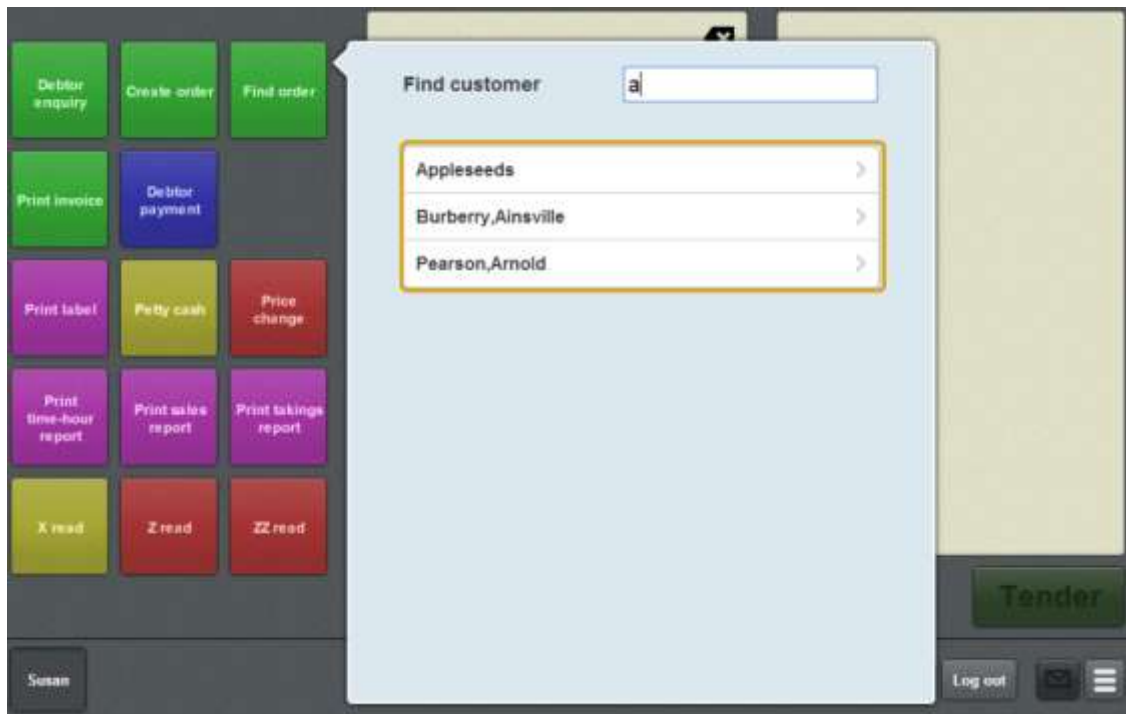 Debtor
enquiry
Create order
Find order
Find customer
a
Appleseeds
Burberry,Ainsville
Pearson,Arnold
Print invoice
Debtor
payment
Print label
Petty cash
Price
change
Print
time-hour
report
Print sales
report
Print takings
report
X read
Z read
ZZ read
Tender
Susan
Log out